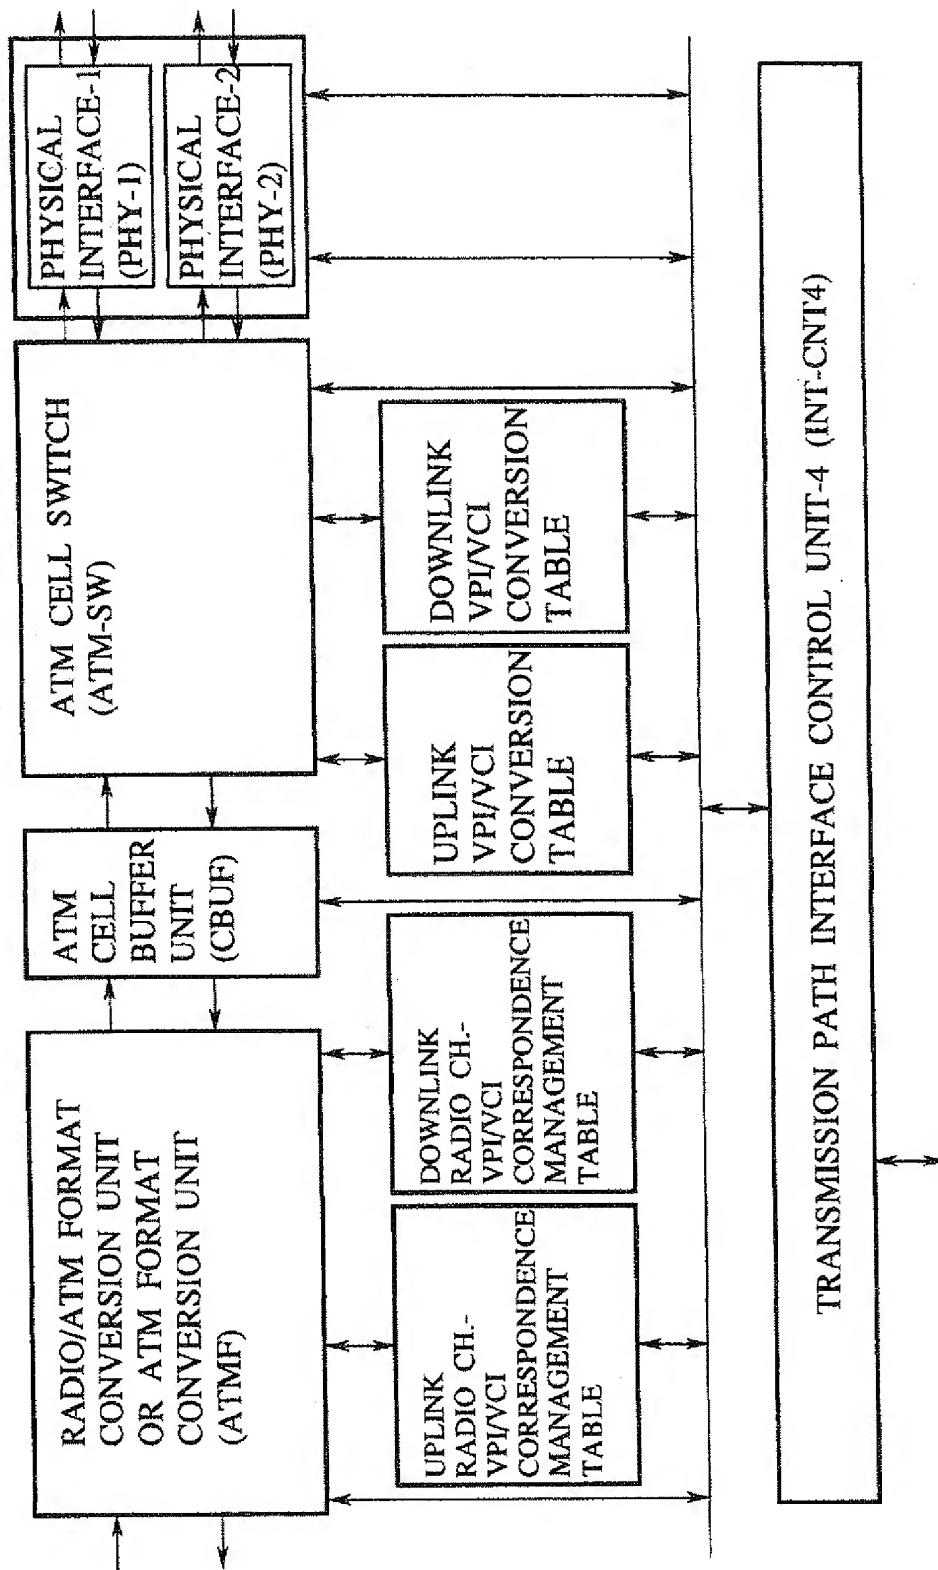 RADIO/ATM FORMAT
CONVERSION UNIT
OR ATM FORMAT
CONVERSION UNIT
(ATMF)
ATM
CELL
BUFFER
UNIT
(CBUF)
ATM CELL SWITCH
(ATM-SW)
PHYSICAL
INTERFACE-1
(PHY-1)
PHYSICAL
INTERFACE-2
(PHY-2)
UPLINK
RADIO CH.-
VPI/VCI
CORRESPONDENCE
MANAGEMENT
TABLE
DOWNLINK
RADIO CH.-
VPI/VCI
CORRESPONDENCE
MANAGEMENT
TABLE
UPLINK
VPI/VCI
CONVERSION
TABLE
DOWNLINK
VPI/VCI
CONVERSION
TABLE
TRANSMISSION PATH INTERFACE CONTROL UNIT-4 (INT-CNT4)